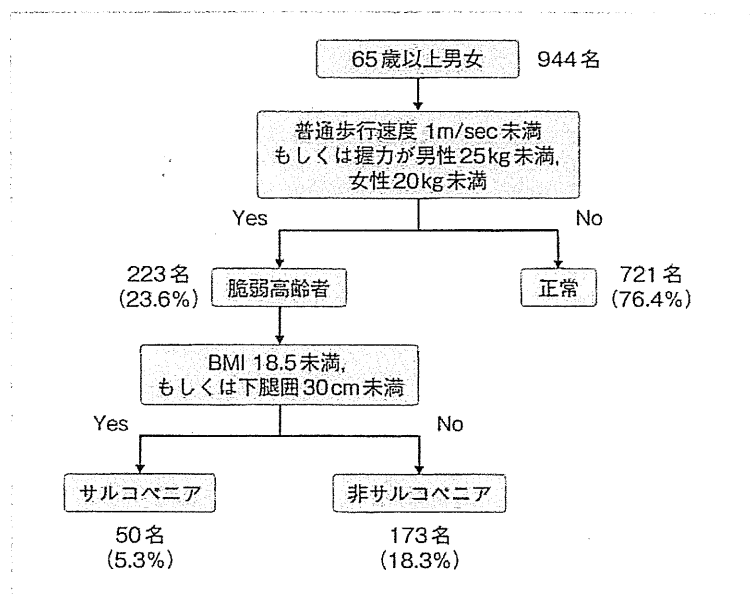 65歳以上男女 944名
普通歩行速度 1m/sec未満
もしくは握力が男性25kg未満,
女性20kg未満
Yes No
223名
(23.6%)
脆弱高齢者
正常
721名
(76.4%)
BMI 18.5未満,
もしくは下腿囲30cm未満
Yes No
サルコペニア 非サルコペニア
50名 173名
(5.3%) (18.3%)